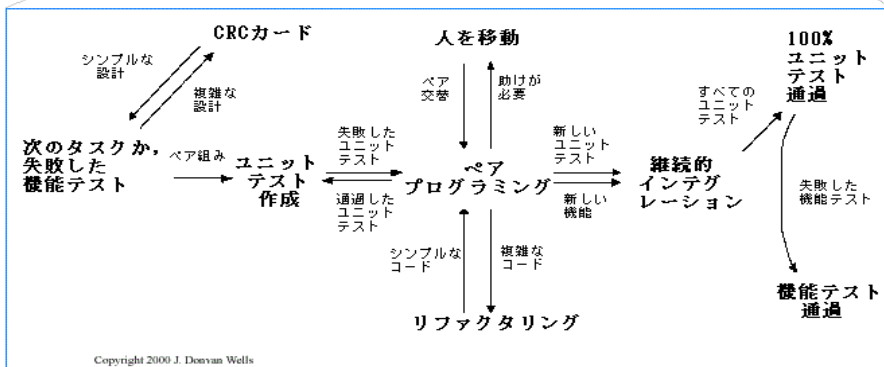 CRCカード
人を移動
100%
ユニット
テスト
通過
シンプルな
設計
複雑な
設計
ペア
交替
助けが
必要
すべての
ユニット
テスト
次のタスクか,
失敗した
機能テスト
ペア組み
ユニット
テスト
作成
失敗した
ユニット
テスト
通過した
ユニット
テスト
ペア
プログラミング
新しい
ユニット
テスト
新しい
機能
継続的
インテグ
レーション
失敗した
機能テスト
シンプルな
コード
複雑な
コード
リファクタリング
機能テスト
通過
Copyright 2000 J. Donvan Wells